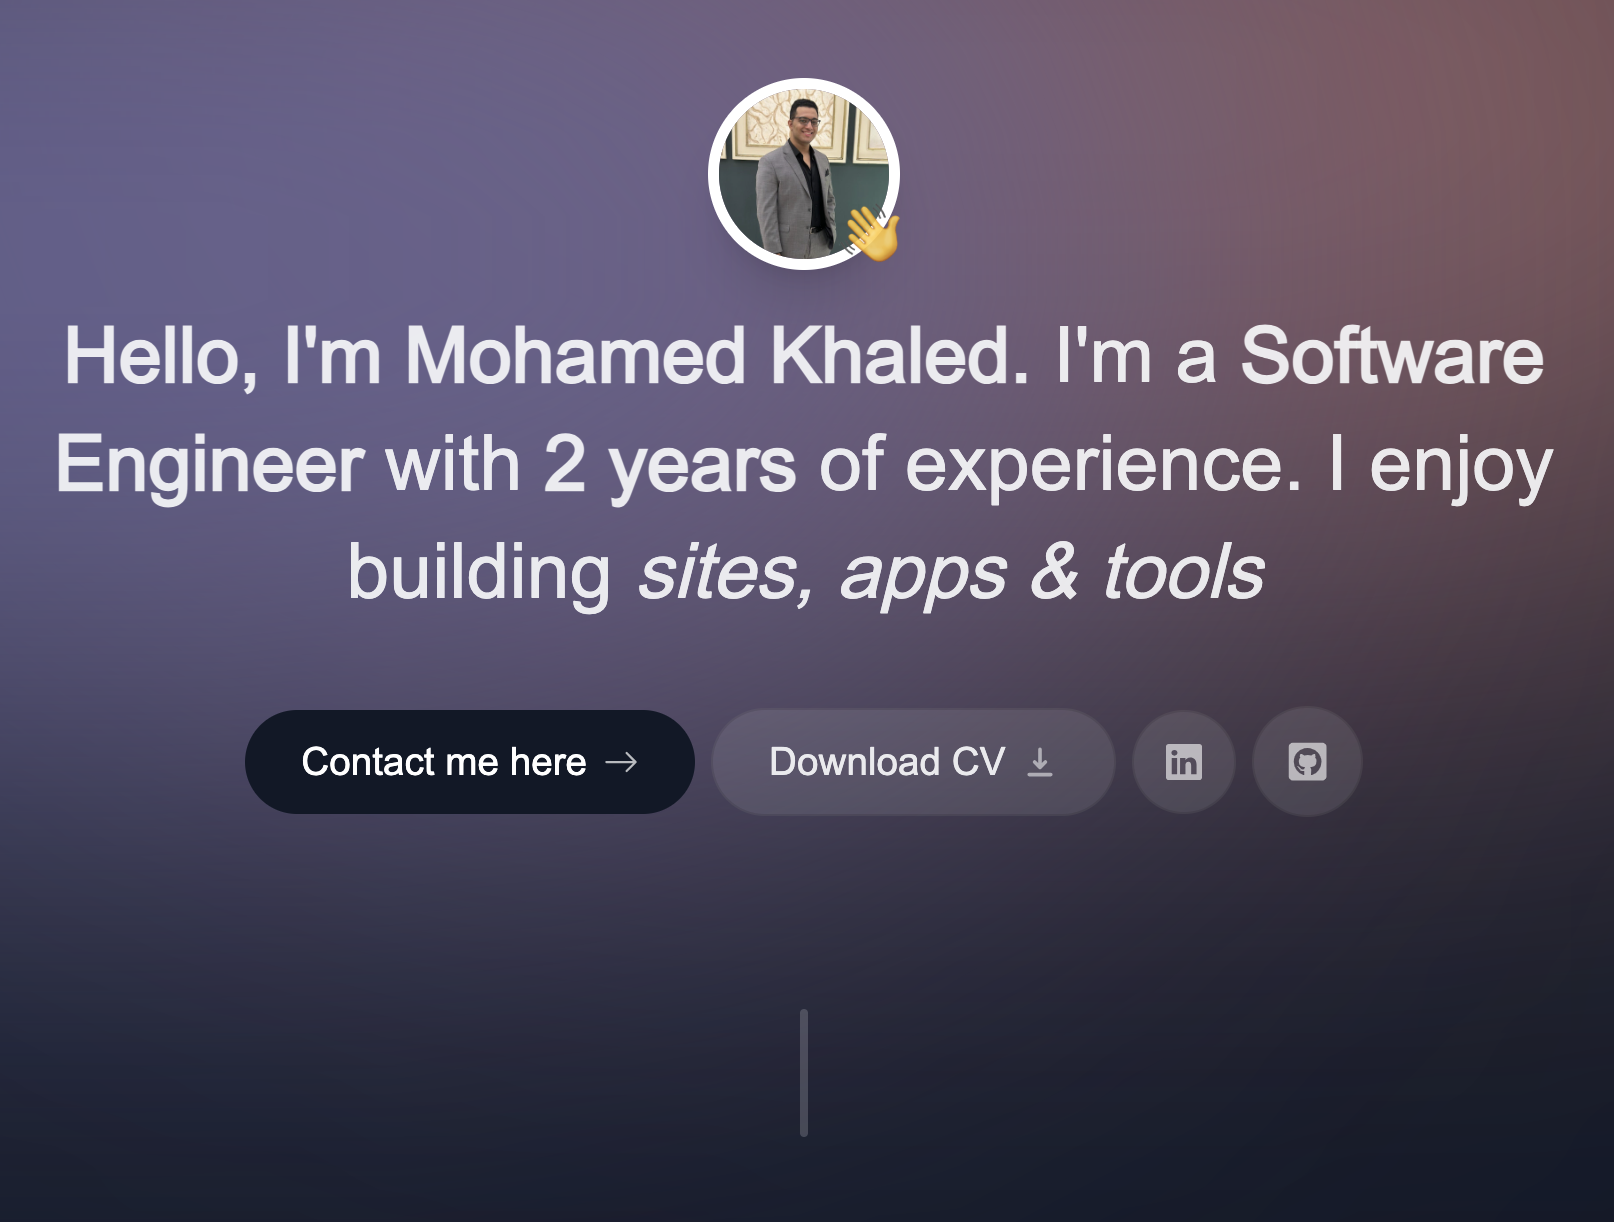 Hello, I'm Mohamed Khaled. I'm a Software
Engineer with 2 years of experience. I enjoy
building sites, apps & tools
Contact me here
Download CV
in